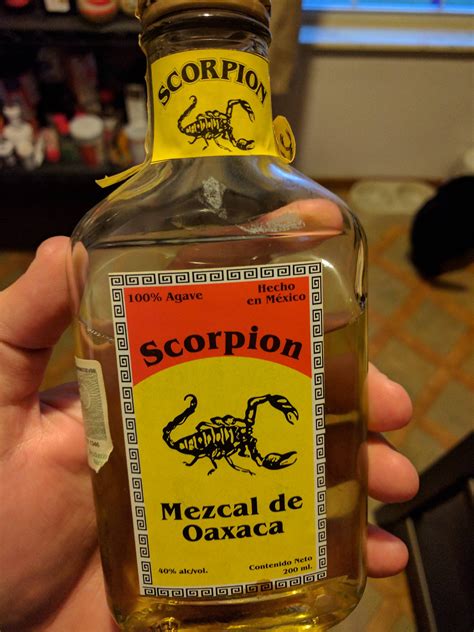 SCORPION
100% Agave
Hecho
en México
Scorpion
Mezcal de
Oaxaca
40% alc/vol.
Contenido Neto
200 ml.